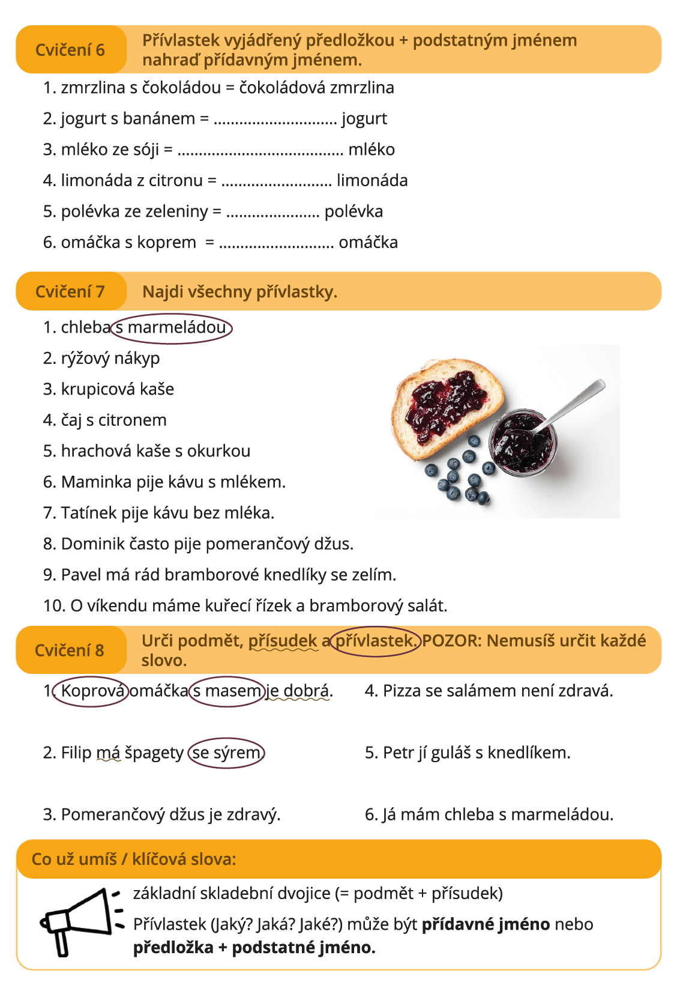 Cvičení 6
Přívlastek vyjádřený předložkou + podstatným jménem
nahraď přídavným jménem.
1. zmrzlina s čokoládou = čokoládová zmrzlina
2. jogurt s banánem = ............................. jogurt
3. mléko ze sóji = ....................................... mléko
4. limonáda z citronu = .......................... limonáda
5. polévka ze zeleniny = ...................... polévka
6. omáčka s koprem = ........................... omáčka
Cvičení 7
Najdi všechny přívlastky.
1. chleba s marmeládou
2. rýžový nákyp
3. krupicová kaše
4. čaj s citronem
5. hrachová kaše s okurkou
6. Maminka pije kávu s mlékem.
7. Tatínek pije kávu bez mléka.
8. Dominik často pije pomerančový džus.
9. Pavel má rád bramborové knedlíky se zelím.
10. O víkendu máme kuřecí řízek a bramborový salát.
Cvičení 8
Urči podmět, přísudek a přívlastek. POZOR: Nemusíš určit každé
slovo.
1. Koprová omáčka s masem je dobrá.
2. Filip má špagety se sýrem.
3. Pomerančový džus je zdravý.
4. Pizza se salámem není zdravá.
5. Petr jí guláš s knedlíkem.
6. Já mám chleba s marmeládou.
Co už umíš / klíčová slova:
základní skladební dvojice (= podmět + přísudek)
Přívlastek (Jaký? Jaká? Jaké?) může být přídavné jméno nebo
předložka + podstatné jméno.